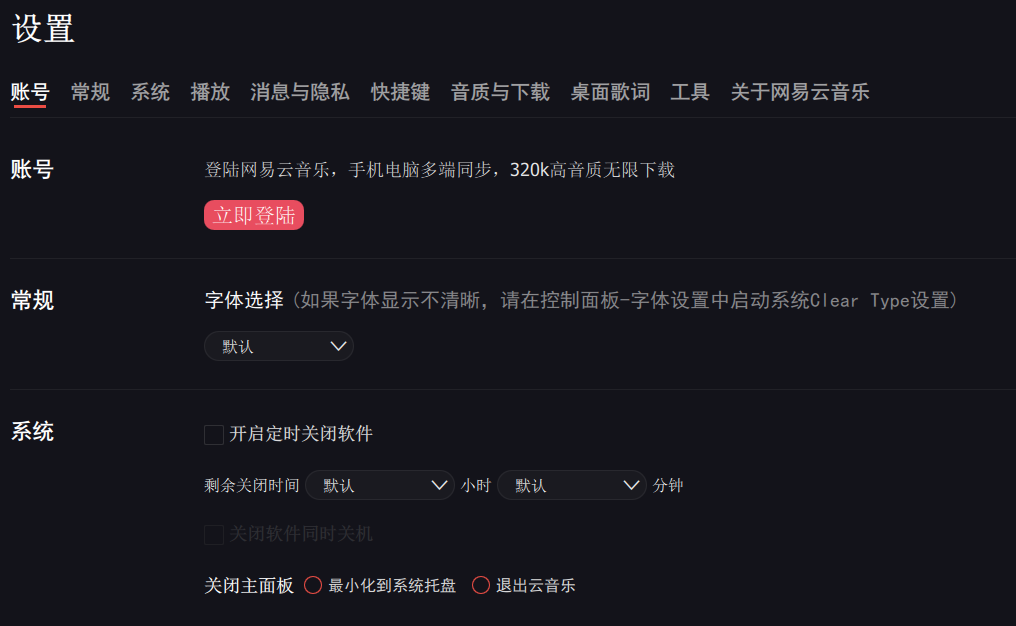 设置
账号 常规 系统 播放 消息与隐私 快捷键 音质与下载 桌面歌词 工具 关于网易云音乐
账号
登陆网易云音乐，手机电脑多端同步，320k高音质无限下载
立即登陆
常规
字体选择（如果字体显示不清晰，请在控制面板-字体设置中启动系统Clear Type设置）
默认
系统
开启定时关闭软件
剩余关闭时间 默认 小时 默认 分钟
关闭软件同时关机
关闭主面板 最小化到系统托盘 退出云音乐